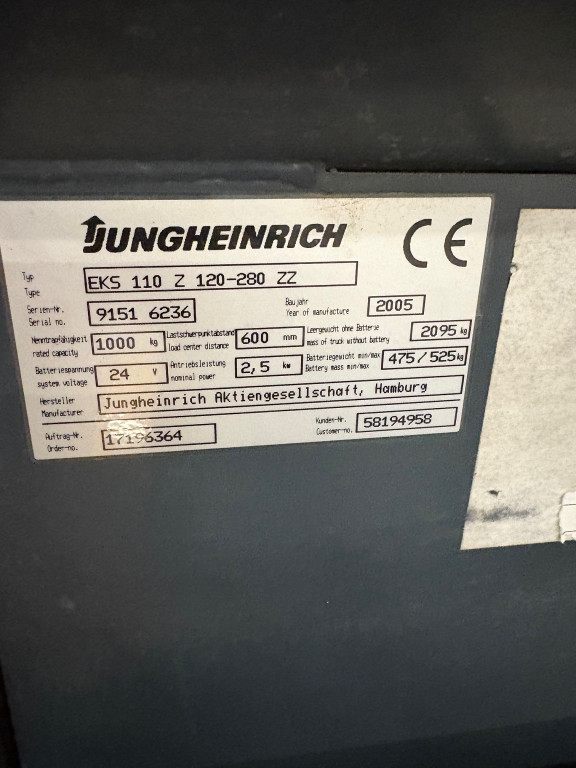 JUNGHEINRICH CE
Typ
Type
EKS 110 Z 120-280 ZZ
Serien-Nr.
Serial no.
9151 6236
Baujahr
Year of manufacture
2005
Nenntragfähigkeit
rated capacity
1000 kg
Lastschwerpunktabstand
load center distance
600 mm
Leergewicht ohne Batterie
mass of truck without battery
2095 kg
Batteriespannung
system voltage
24 V
Antriebsleistung
nominal power
2,5 kw
Batteriegewicht min/max
Battery mass min/max
475/525kg
Hersteller
Manufacturer
Jungheinrich AKtiengesellschaft, Hamburg
Auftrag-Nr.
Order-no.
17196364
Kunden-Nr.
Customer-no.
58194958